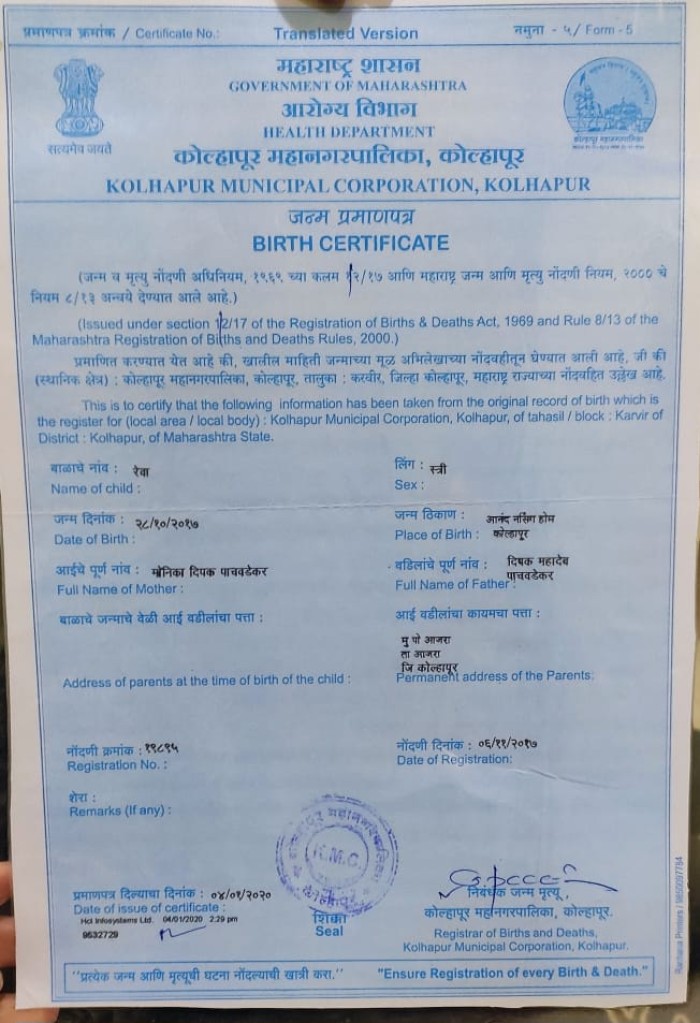 प्रमाणपत्र क्रमांक / Certificate No.: Translated Version नमुना - ५/ Form - 5
महाराष्ट्र शासन
GOVERNMENT OF MAHARASHTRA
आरोग्य विभाग
HEALTH DEPARTMENT
सत्यमेव जयते
कोल्हापूर महानगरपालिका, कोल्हापूर
KOLHAPUR MUNICIPAL CORPORATION, KOLHAPUR
जन्म प्रमाणपत्र
BIRTH CERTIFICATE
(जन्म व मृत्यु नोंदणी अधिनियम, १९६९ च्या कलम १२/१७ आणि महाराष्ट्र जन्म आणि मृत्यु नोंदणी नियम, २००० चे
नियम ८/१३ अन्वये देण्यात आले आहे.)
(Issued under section 12/17 of the Registration of Births & Deaths Act, 1969 and Rule 8/13 of the
Maharashtra Registration of Births and Deaths Rules, 2000.)
प्रमाणित करण्यात येत आहे की, खालील माहिती जन्माच्या मूळ अभिलेखाच्या नोंदवहीतून घेण्यात आली आहे, जी की
(स्थानिक क्षेत्र) : कोल्हापूर महानगरपालिका, कोल्हापूर, तालुका : करवीर, जिल्हा कोल्हापूर, महाराष्ट्र राज्याच्या नोंदवहित उल्लेख आहे.
This is to certify that the following information has been taken from the original record of birth which is
the register for (local area / local body) : Kolhapur Municipal Corporation, Kolhapur, of tahasil / block : Karvir of
District : Kolhapur, of Maharashtra State.
बाळाचे नांव : रेवा लिंग : स्त्री
Name of child : Sex :
जन्म दिनांक : २८/१०/२०१७ जन्म ठिकाण : आनंद नर्सिंग होम
Date of Birth : Place of Birth : कोल्हापूर
आईचे पूर्ण नांव : मोनिका दिपक पाचवडेकर वडिलांचे पूर्ण नांव : दिपक महादेव
पाचवडेकर
Full Name of Mother : Full Name of Father :
बाळाचे जन्माचे वेळी आई वडीलांचा पत्ता : आई वडीलांचा कायमचा पत्ता :
मु पो आजरा
ता आजरा
जि कोल्हापूर
Address of parents at the time of birth of the child : Permanent address of the Parents:
नोंदणी क्रमांक : १९८९५ नोंदणी दिनांक : ०६/११/२०१७
Registration No. : Date of Registration:
शेरा :
Remarks (If any) :
K.M.C.
प्रमाणपत्र दिल्याचा दिनांक : ०४/०१/२०२०
Date of issue of certificate :
Hcl Infosystems Ltd. 04/01/2020 2:29 pm
9632729
शिक्का
Seal
निबंधक जन्म मृत्यू,
कोल्हापूर महानगरपालिका, कोल्हापूर.
Registrar of Births and Deaths,
Kolhapur Municipal Corporation, Kolhapur.
"प्रत्येक जन्म आणि मृत्यूची घटना नोंदल्याची खात्री करा." "Ensure Registration of every Birth & Death."